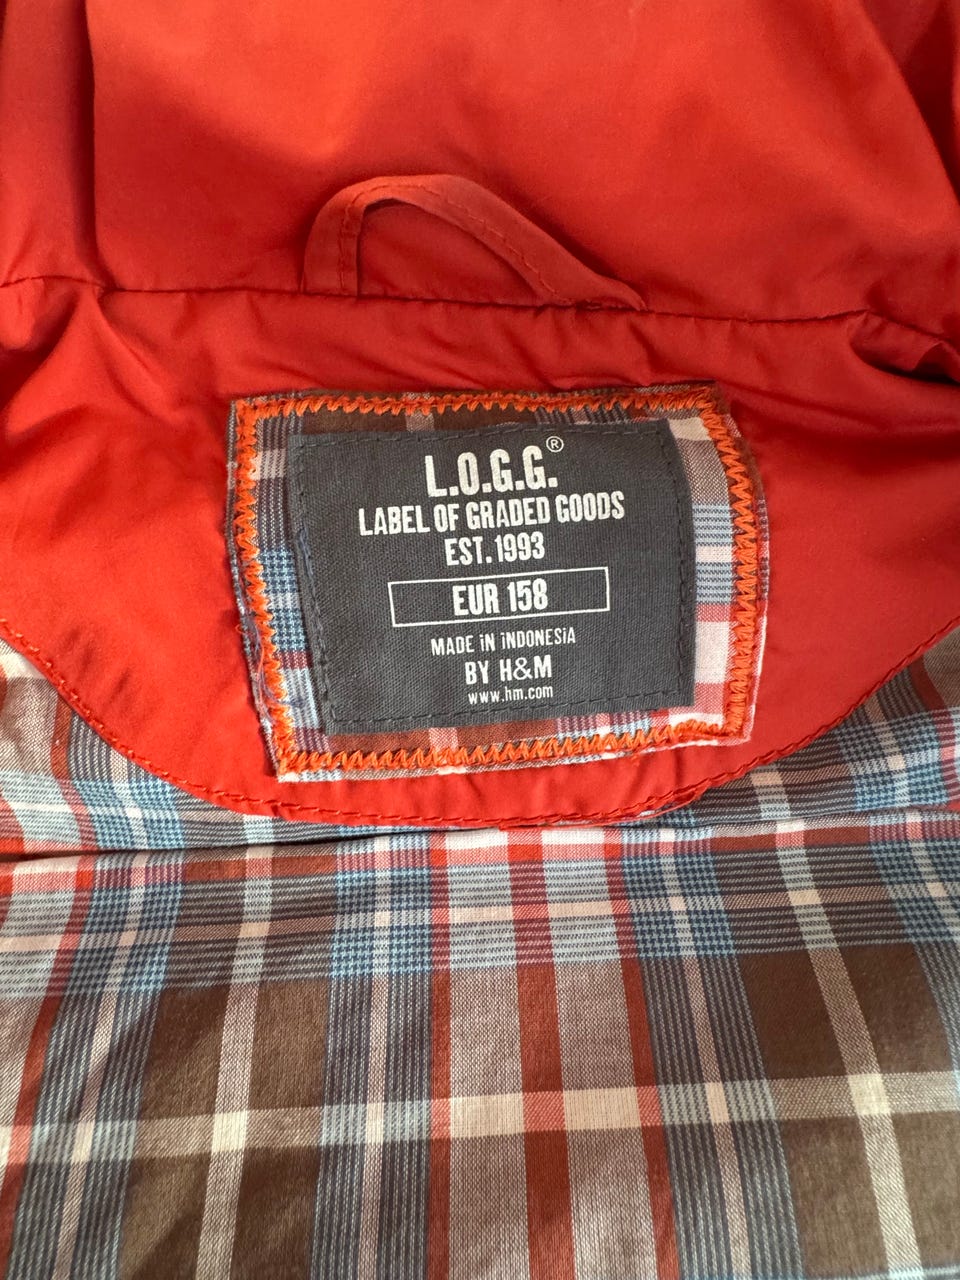 L.O.G.G.®
LABEL OF GRADED GOODS
EST. 1993
EUR 158
MADE IN INDONESIA
BY H&M
www.hm.com